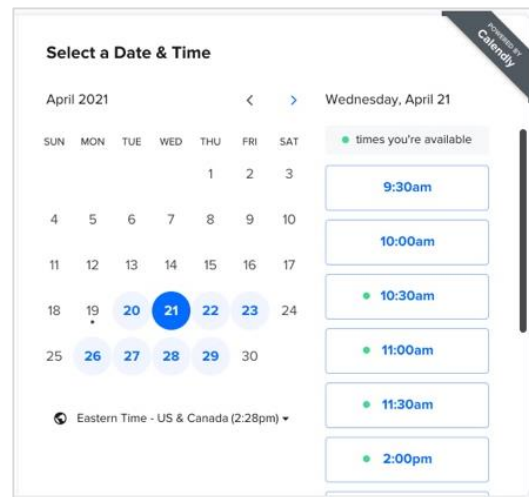 POWERED BY
Calendly
Select a Date & Time
April 2021 < >
SUN MON TUE WED THU FRI SAT
1 2 3
4 5 6 7 8 9 10
11 12 13 14 15 16 17
18 19 20 21 22 23 24
25 26 27 28 29 30
Eastern Time - US & Canada (2:28pm)
Wednesday, April 21
times you're available
9:30am
10:00am
10:30am
11:00am
11:30am
2:00pm